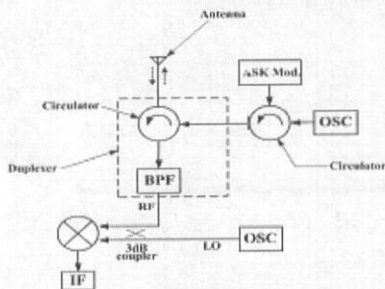 Antenna
ASK Mod.
Circulator
OSC
Duplexer
Circulator
BPF
RF
3dB
coupler
LO
OSC
IF